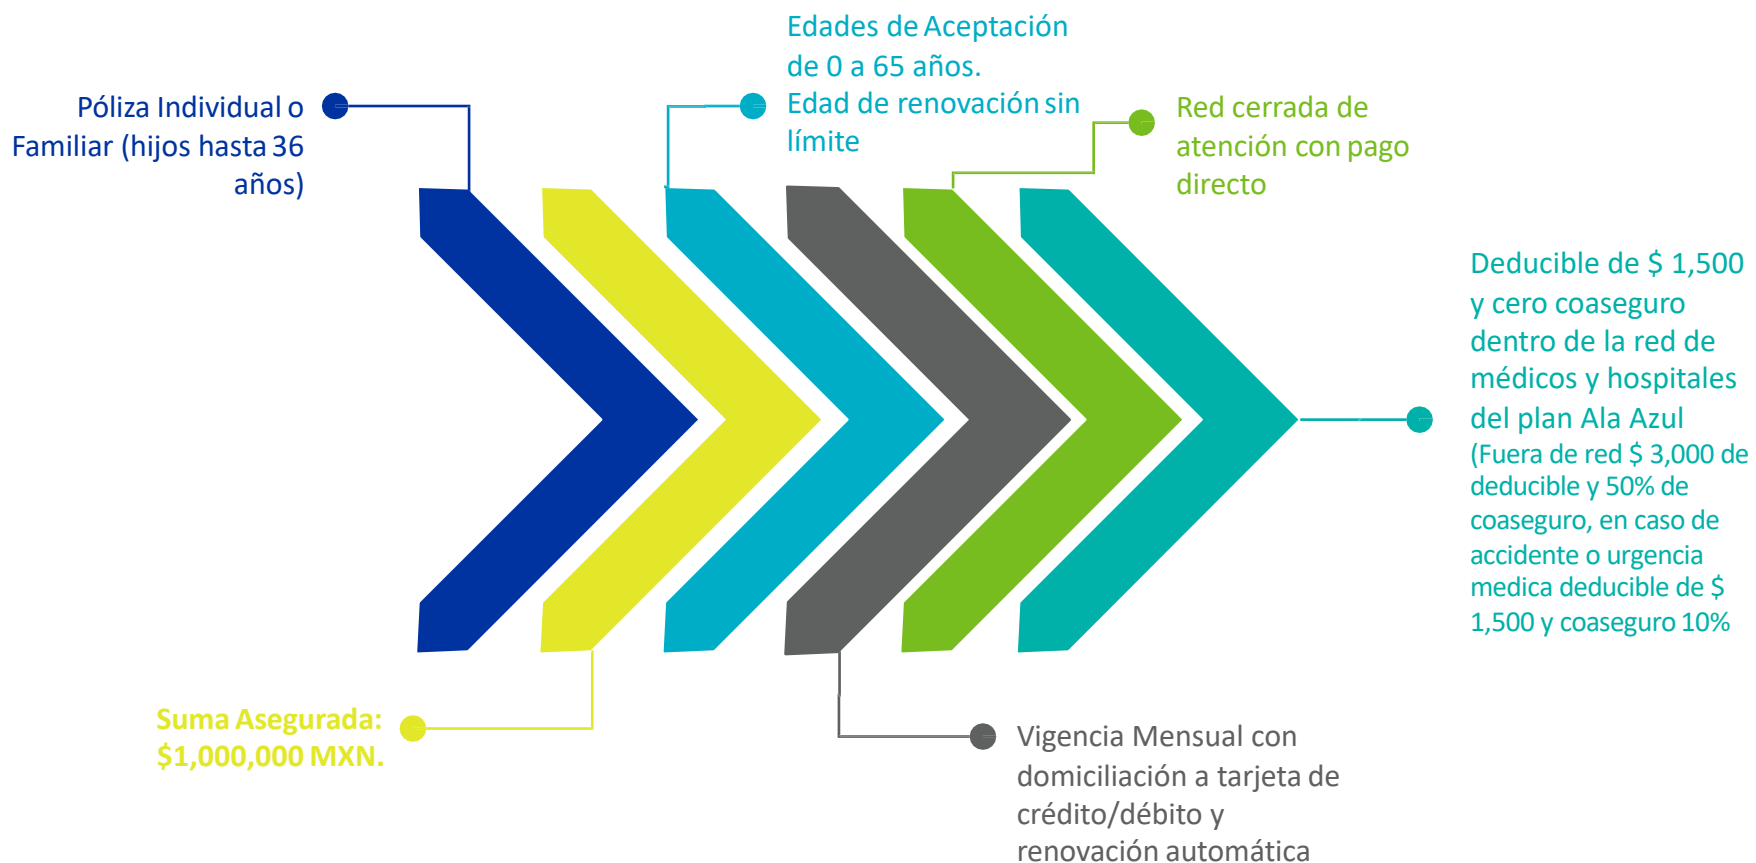 Póliza Individual o
Familiar (hijos hasta 36
años)
Edades de Aceptación
de 0 a 65 años.
Edad de renovación sin
límite
Red cerrada de
atención con pago
directo
Deducible de $ 1,500
y cero coaseguro
dentro de la red de
médicos y hospitales
del plan Ala Azul
(Fuera de red $ 3,000 de
deducible y 50% de
coaseguro, en caso de
accidente o urgencia
medica deducible de $
1,500 y coaseguro 10%
Suma Asegurada:
$1,000,000 MXN.
Vigencia Mensual con
domiciliación a tarjeta de
crédito/débito y
renovación automática